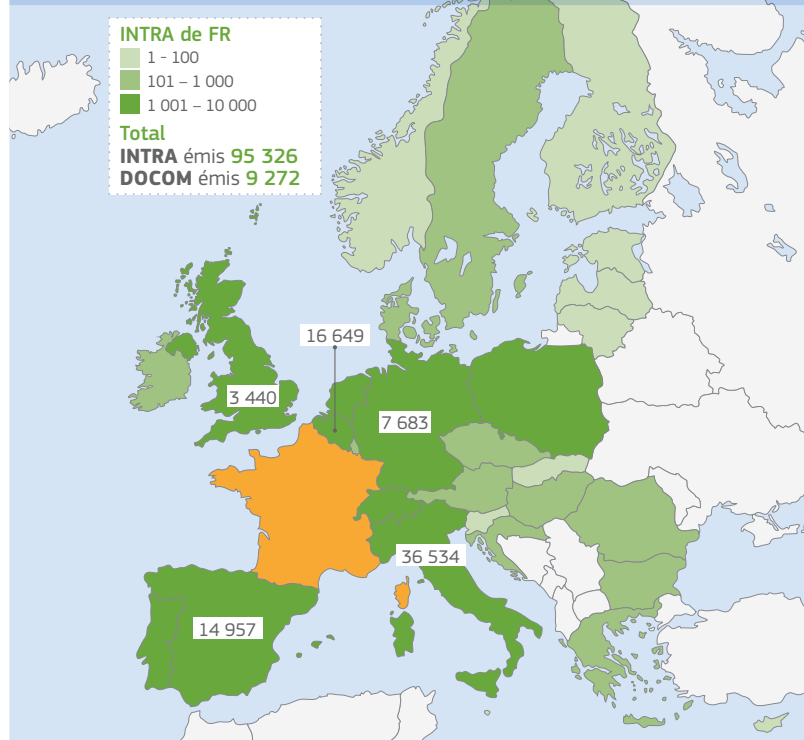 INTRA de FR
1 - 100
101 – 1 000
1 001 – 10 000
Total
INTRA émis 95 326
DOCOM émis 9 272
16 649
3 440
7 683
36 534
14 957